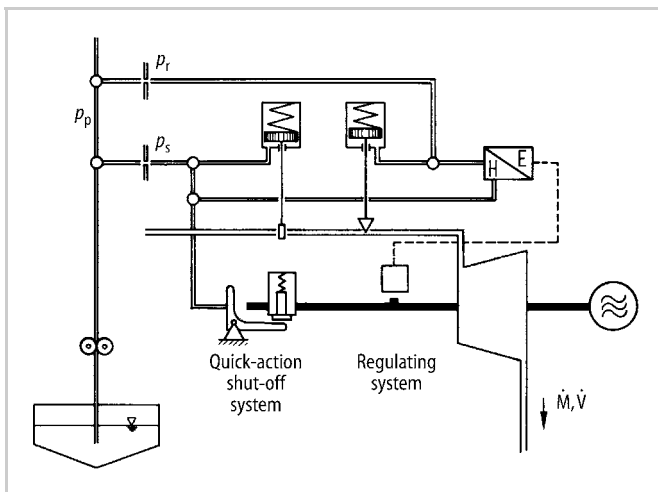 p_r
p_p
p_s
H E
Quick-action
shut-off
system
Regulating
system
Ṁ, V̇